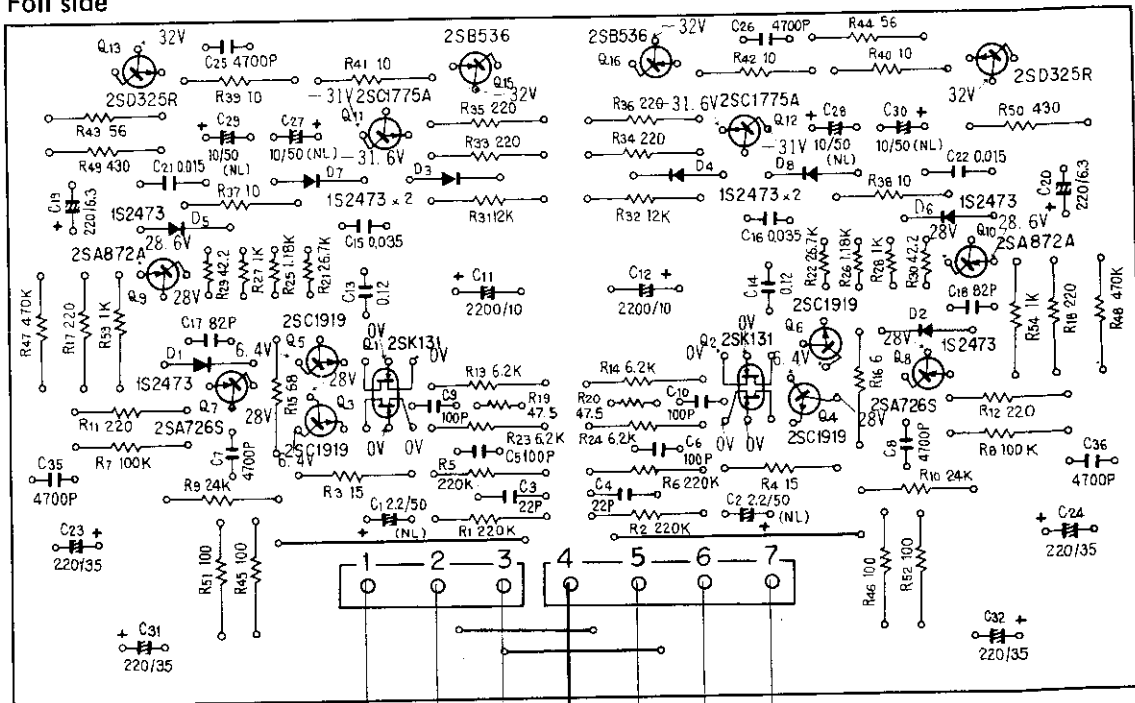 Foil side
Q13 32V
C25 4700P
R41 10
2SB536
Q15
-32V
2SB536
Q16
-32V
C26 4700P
R44 56
R42 10
R40 10
2SD325R
32V
2SD325R
R39 10
-31V 2SC1775A
Q11
-31.6V
R35 220
R36 220
-31.6V 2SC1775A
Q12
-31V
R43 56
C29 10/50 (NL)
C27 10/50 (NL)
R33 220
R34 220
C28 10/50 (NL)
C30 10/50 (NL)
R50 430
R49 430
C21 0.015
D7
D3
D4
D8
C22 0.015
C19 220/6.3
R37 10
1S2473 x 2
R31 12K
R32 12K
1S2473 x 2
R38 10
C20 220/6.3
1S2473
D5
28.6V
C15 0.035
C16 0.035
D6
1S2473
28V
28.6V
Q10
2SA872A
2SA872A
Q9
28V
R29 42.2
R27 1K
R25 1.18K
R21 26.7K
C13 0.12
C11 2200/10
C12 2200/10
C14 0.12
R22 26.7K
R26 1.18K
R28 1K
R30 42.2
C18 82P
R47 470K
R17 220
R53 1K
R54 1K
R18 220
R48 470K
C17 82P
2SC1919
Q5
28V
0V
Q1
2SK131
0V
0V
Q2
2SK131
0V
6.4V
Q6
D2
1S2473
Q8
D1
1S2473
6.4V
Q7
28V
2SA726S
R15 68
Q3
2SC1919
6.4V
R13 6.2K
R14 6.2K
C9 100P
R19 47.5
R20 47.5
C10 100P
Q4
2SC1919
28V
R16 6
2SA726S
R11 220
R12 220
0V 0V
R23 6.2K
R24 6.2K
0V 0V
R7 100K
C7 4700P
C5 100P
C6 100P
C8 4700P
R8 100K
C35 4700P
R9 24K
R3 15
R5 220K
C3 22P
C4 22P
R6 220K
R4 15
R10 24K
C36 4700P
C1 2.2/50 (NL)
R1 220K
R2 220K
C2 2.2/50 (NL)
C23 220/35
R51 100
R45 100
R46 100
R52 100
C24 220/35
1 2 3 4 5 6 7
C31 220/35
C32 220/35